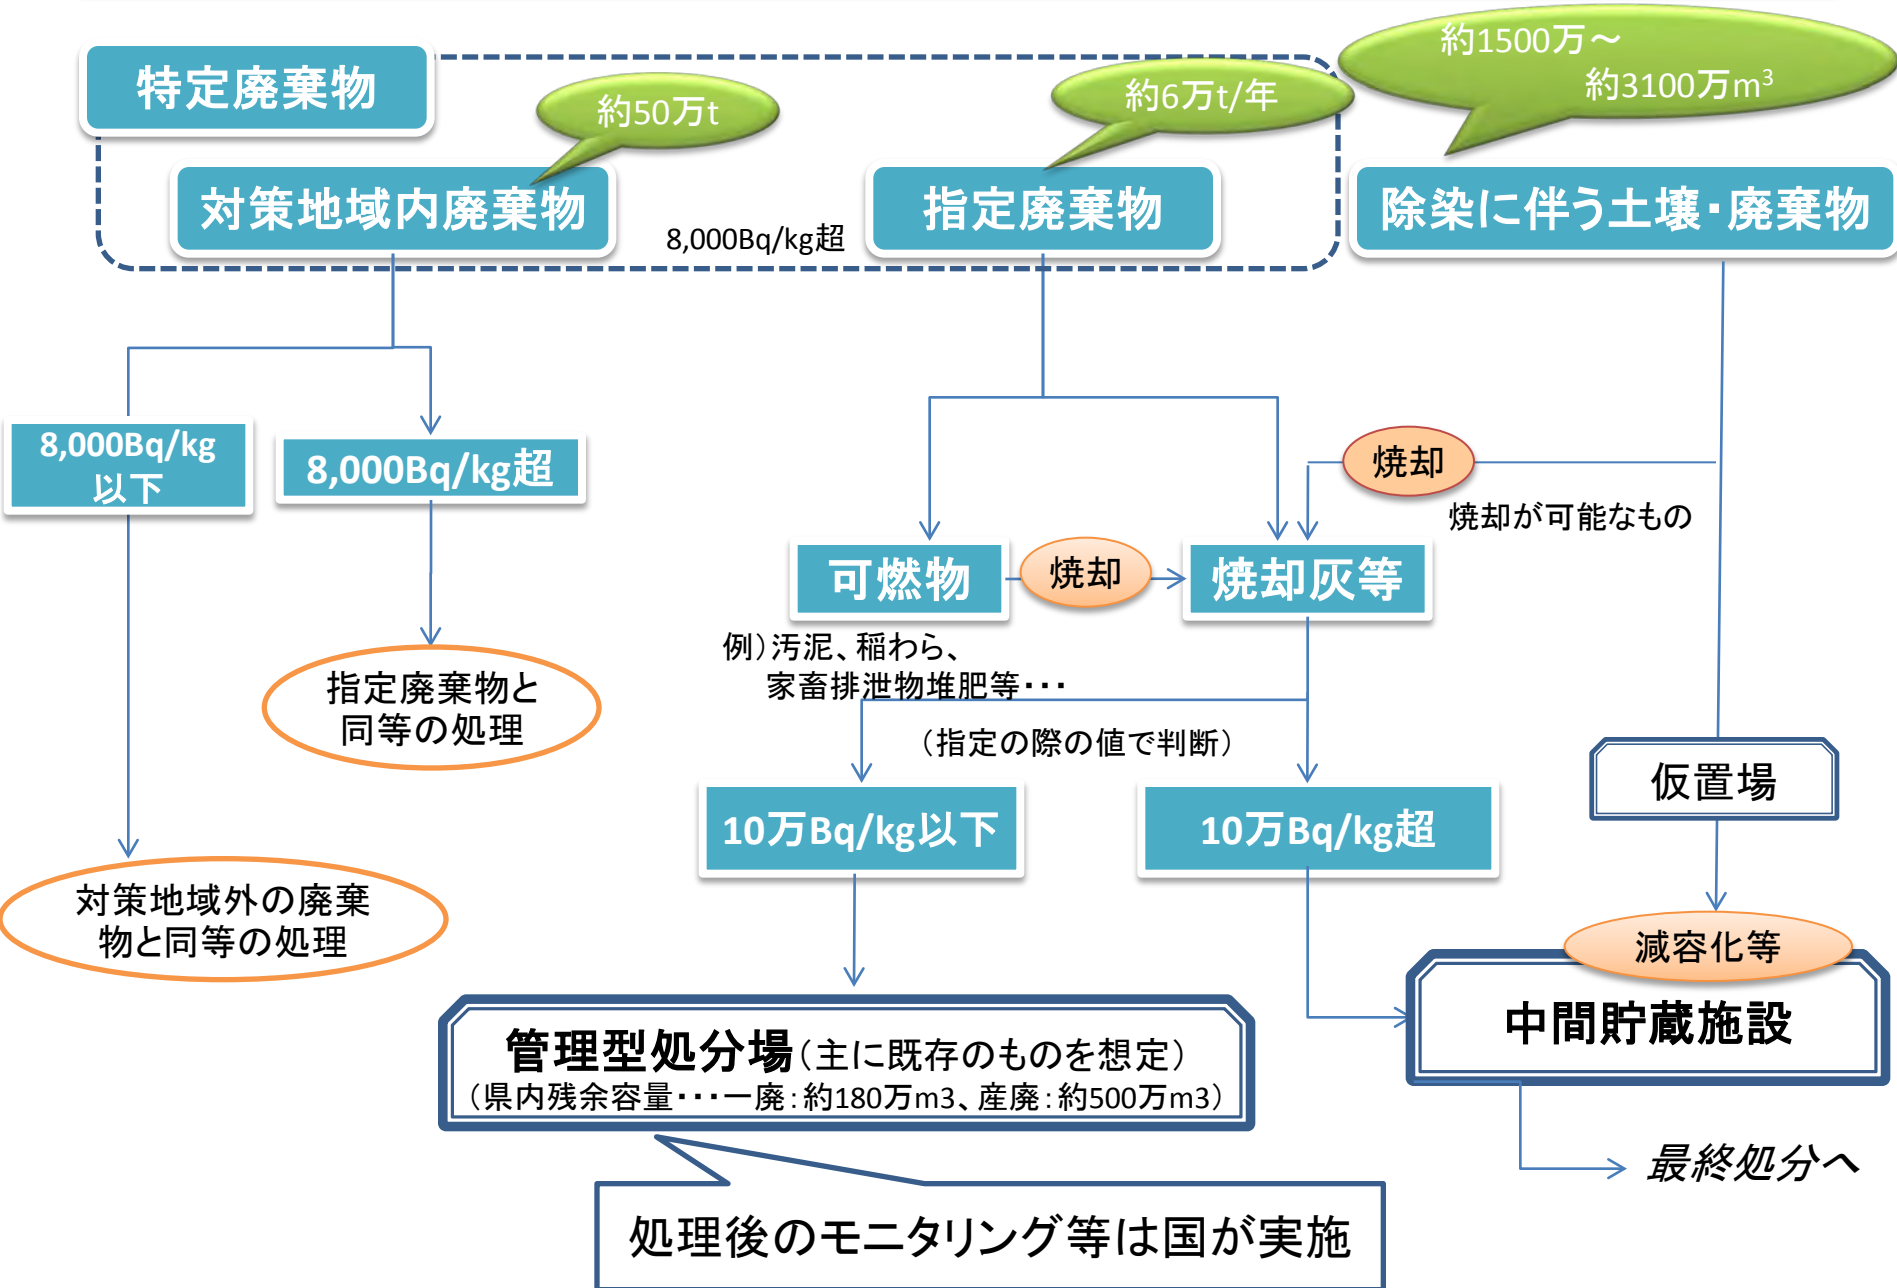 特定廃棄物
約50万t
約6万t/年
約1500万～
約3100万m³
対策地域内廃棄物
8,000Bq/kg超
指定廃棄物
除染に伴う土壌・廃棄物
8,000Bq/kg
以下
8,000Bq/kg超
焼却
焼却が可能なもの
可燃物
焼却
焼却灰等
例）汚泥、稲わら、
家畜排泄物堆肥等・・・
指定廃棄物と
同等の処理
（指定の際の値で判断）
仮置場
10万Bq/kg以下
10万Bq/kg超
対策地域外の廃棄
物と同等の処理
減容化等
中間貯蔵施設
管理型処分場（主に既存のものを想定）
（県内残余容量・・・一廃：約180万m3、産廃：約500万m3）
最終処分へ
処理後のモニタリング等は国が実施